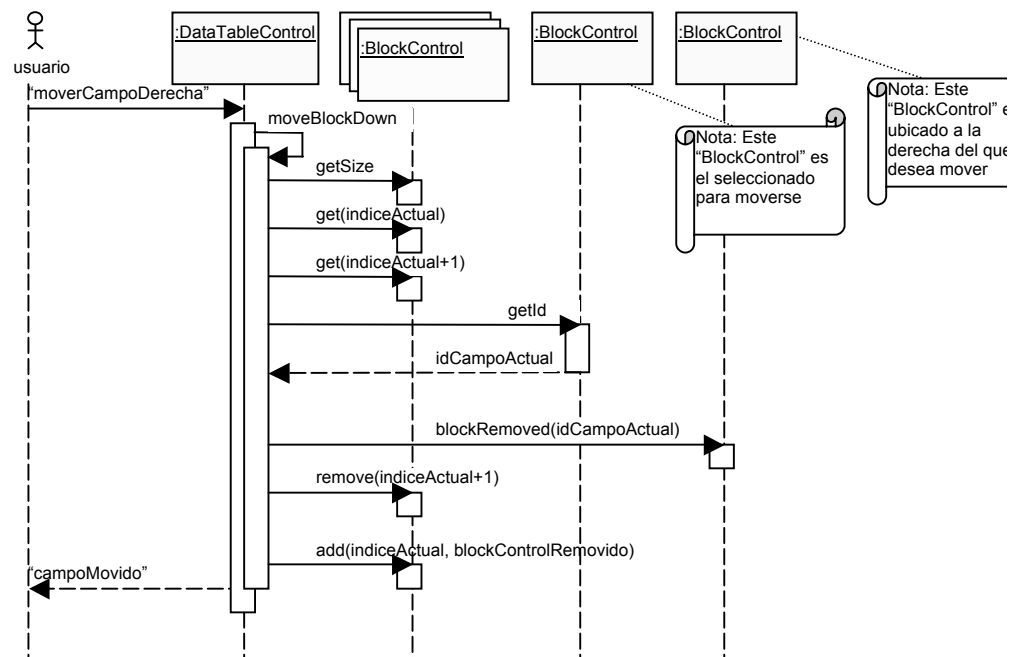 usuario
:DataTableControl
:BlockControl
:BlockControl
:BlockControl
"moverCampoDerecha"
moveBlockDown
getSize
get(indiceActual)
get(indiceActual+1)
getId
idCampoActual
blockRemoved(idCampoActual)
remove(indiceActual+1)
add(indiceActual, blockControlRemovido)
"campoMovido"
Nota: Este
“BlockControl” es
el seleccionado
para moverse
Nota: Este
“BlockControl” e
ubicado a la
derecha del que
desea mover